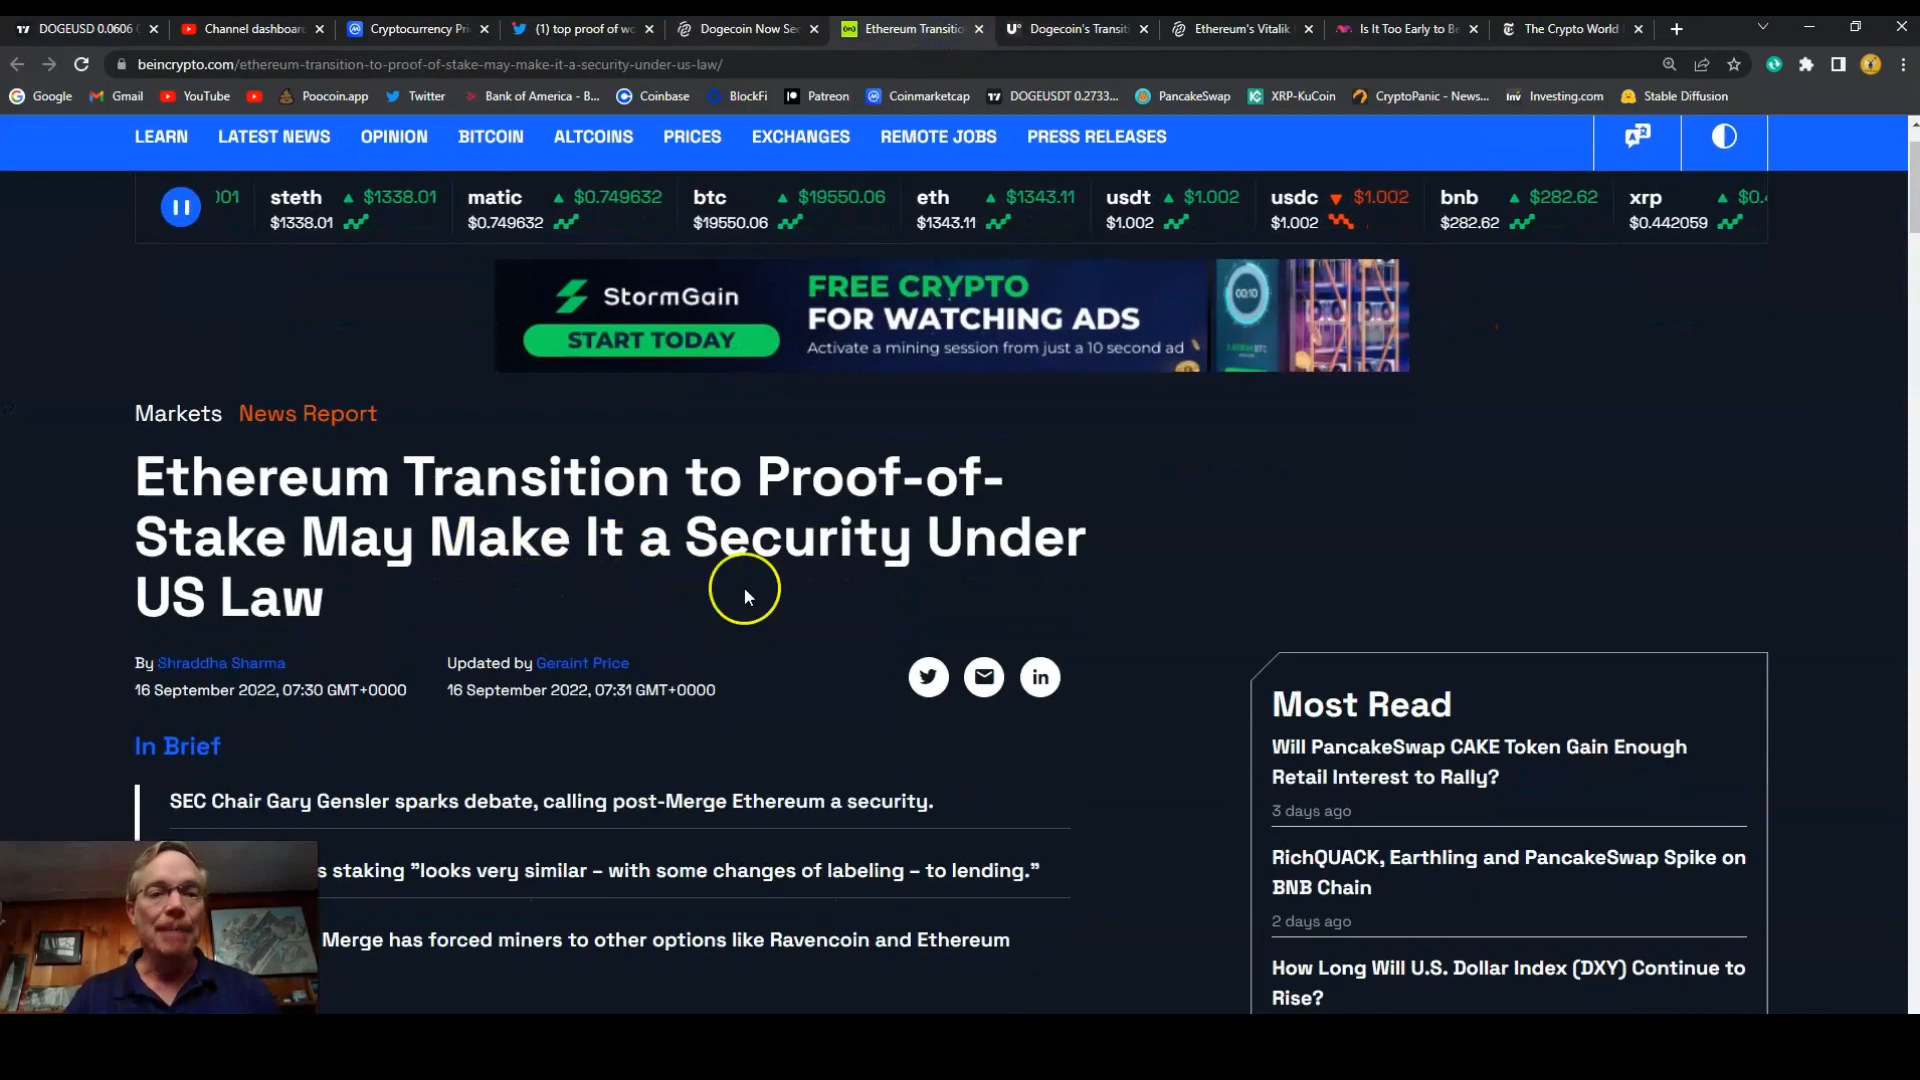 DOGEUSD 0.0606
Channel dashboard
Cryptocurrency Pri
(1) top proof of wo
Dogecoin Now Sec
Ethereum Transitio
Dogecoin's Transiti
Ethereum's Vitalik
Is It Too Early to Be
The Crypto World
beincrypto.com/ethereum-transition-to-proof-of-stake-may-make-it-a-security-under-us-law/
Google Gmail YouTube Poocoin.app Twitter Bank of America - B... Coinbase BlockFi Patreon Coinmarketcap DOGEUSDT 0.2733... PancakeSwap XRP-KuCoin CryptoPanic - News... Inv Investing.com Stable Diffusion
LEARN LATEST NEWS OPINION BITCOIN ALTCOINS PRICES EXCHANGES REMOTE JOBS PRESS RELEASES
001 steth ▲ $1338.01 matic ▲ $0.749632 btc ▲ $19550.06 eth ▲ $1343.11 usdt ▲ $1.002 usdc ▼ $1.002 bnb ▲ $282.62 xrp ▲ $0.4
$1338.01 $0.749632 $19550.06 $1343.11 $1.002 $1.002 $282.62 $0.442059
StormGain
START TODAY
FREE CRYPTO
FOR WATCHING ADS
Activate a mining session from just a 10 second ad
00:10
Markets News Report
Ethereum Transition to Proof-of-
Stake May Make It a Security Under
US Law
By Shraddha Sharma
16 September 2022, 07:30 GMT+0000
Updated by Geraint Price
16 September 2022, 07:31 GMT+0000
in
In Brief
SEC Chair Gary Gensler sparks debate, calling post-Merge Ethereum a security.
s staking "looks very similar – with some changes of labeling – to lending."
Merge has forced miners to other options like Ravencoin and Ethereum
Most Read
Will PancakeSwap CAKE Token Gain Enough
Retail Interest to Rally?
3 days ago
RichQUACK, Earthling and PancakeSwap Spike on
BNB Chain
2 days ago
How Long Will U.S. Dollar Index (DXY) Continue to
Rise?